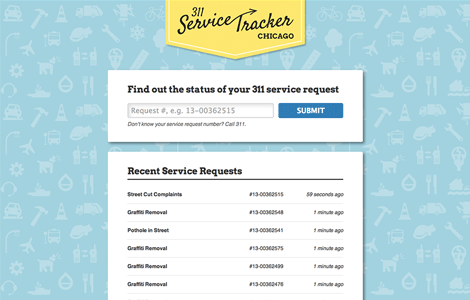 311
Service Tracker
CHICAGO
Find out the status of your 311 service request
Request #, e.g. 13-00362515
SUBMIT
Don't know your service request number? Call 311.
Recent Service Requests
Street Cut Complaints #13-00362515 59 seconds ago
Graffiti Removal #13-00362548 1 minute ago
Pothole in Street #13-00362541 1 minute ago
Graffiti Removal #13-00362575 1 minute ago
Graffiti Removal #13-00362499 1 minute ago
Graffiti Removal #13-00362476 1 minute ago